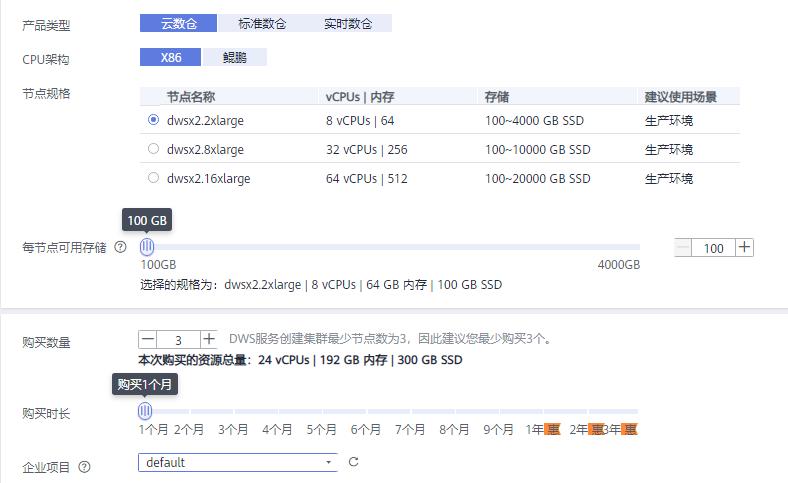 产品类型 云数仓 标准数仓 实时数仓
CPU架构 X86 鲲鹏
节点规格 节点名称 vCPUs | 内存 存储 建议使用场景
dwsx2.2xlarge 8 vCPUs | 64 100~4000 GB SSD 生产环境
dwsx2.8xlarge 32 vCPUs | 256 100~10000 GB SSD 生产环境
dwsx2.16xlarge 64 vCPUs | 512 100~20000 GB SSD 生产环境
100 GB
每节点可用存储 ? 100
100GB 4000GB
选择的规格为：dwsx2.2xlarge | 8 vCPUs | 64 GB 内存 | 100 GB SSD
购买数量 3 DWS服务创建集群最少节点数为3，因此建议您最少购买3个。
本次购买的资源总量：24 vCPUs | 192 GB 内存 | 300 GB SSD
购买1个月
购买时长
1个月 2个月 3个月 4个月 5个月 6个月 7个月 8个月 9个月 1年 惠 2年 惠 3年 惠
企业项目 ? default